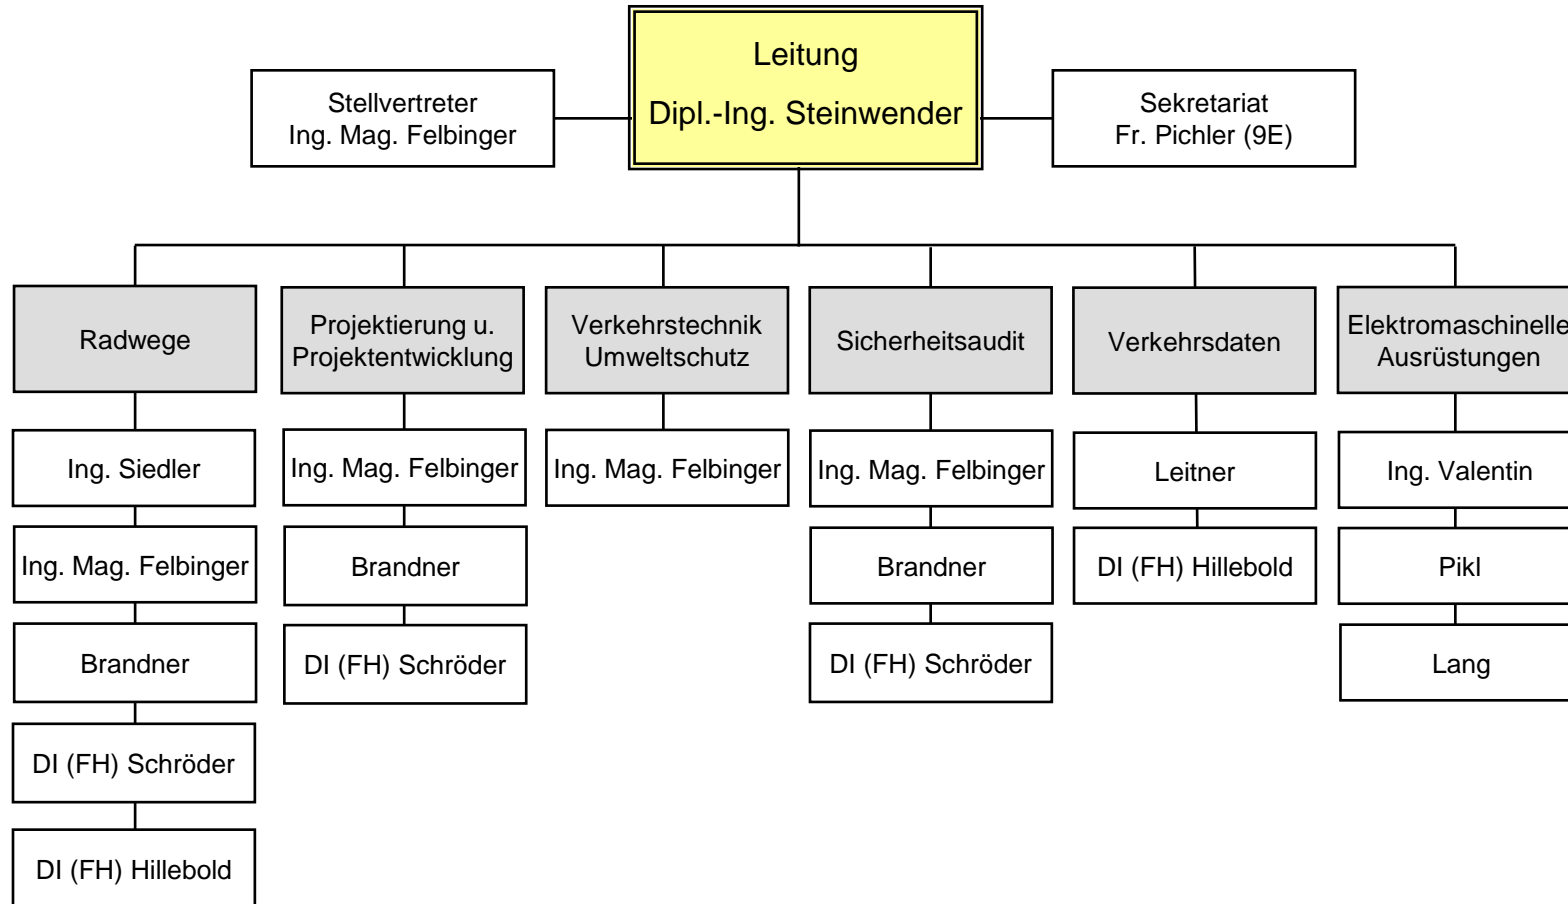 Leitung
Dipl.-Ing. Steinwender
Stellvertreter
Ing. Mag. Felbinger
Sekretariat
Fr. Pichler (9E)
Radwege
Ing. Siedler
Ing. Mag. Felbinger
Brandner
DI (FH) Schröder
DI (FH) Hillebold
Projektierung u.
Projektentwicklung
Ing. Mag. Felbinger
Brandner
DI (FH) Schröder
Verkehrstechnik
Umweltschutz
Ing. Mag. Felbinger
Sicherheitsaudit
Ing. Mag. Felbinger
Brandner
DI (FH) Schröder
Verkehrsdaten
Leitner
DI (FH) Hillebold
Elektromaschinelle
Ausrüstungen
Ing. Valentin
Pikl
Lang